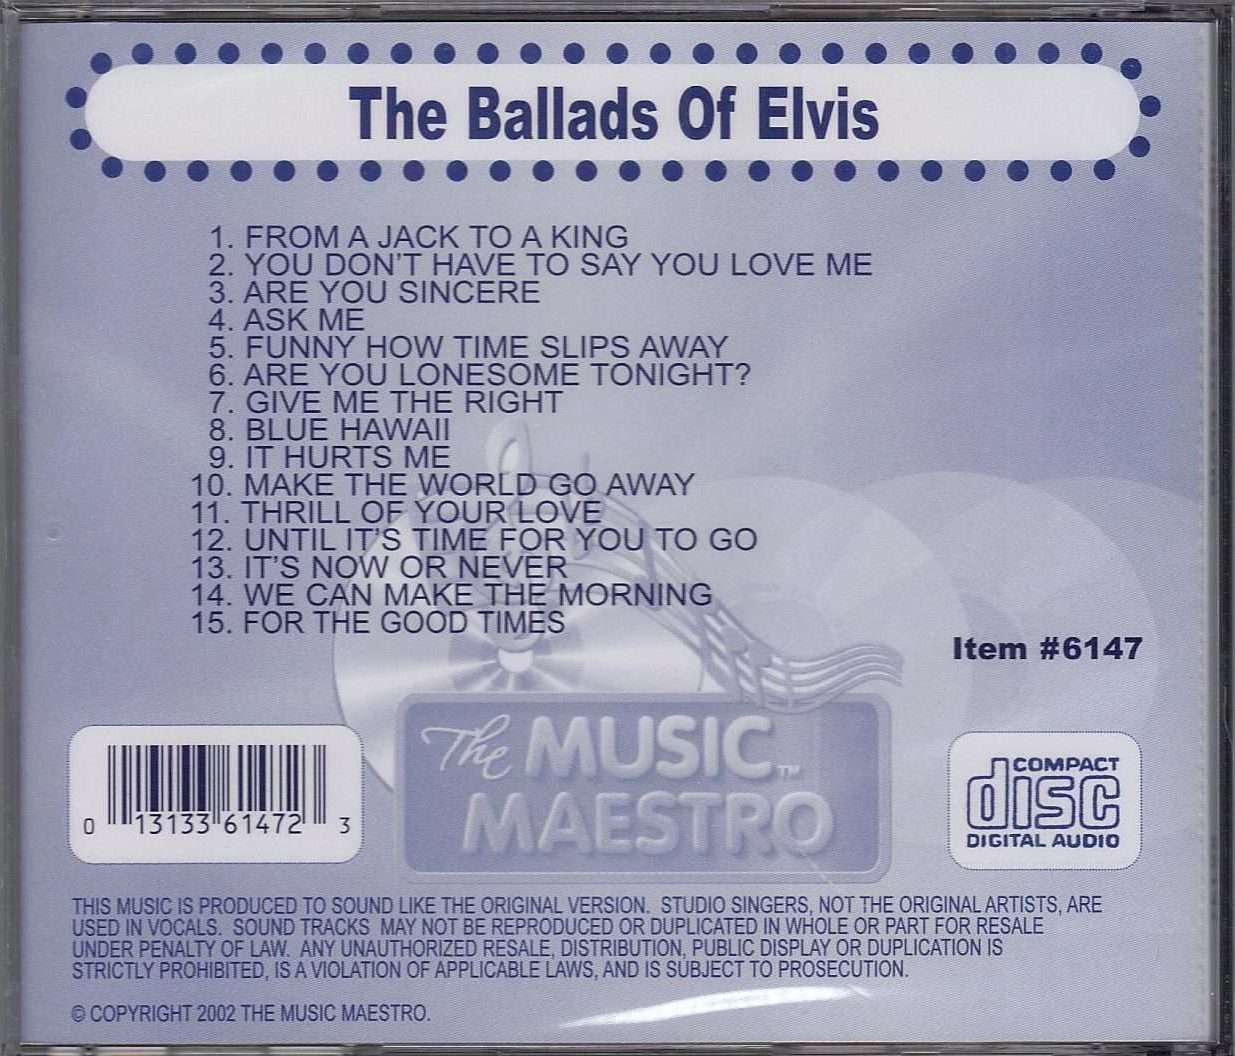 The Ballads Of Elvis
1. FROM A JACK TO A KING
2. YOU DON'T HAVE TO SAY YOU LOVE ME
3. ARE YOU SINCERE
4. ASK ME
5. FUNNY HOW TIME SLIPS AWAY
6. ARE YOU LONESOME TONIGHT?
7. GIVE ME THE RIGHT
8. BLUE HAWAII
9. IT HURTS ME
10. MAKE THE WORLD GO AWAY
11. THRILL OF YOUR LOVE
12. UNTIL IT'S TIME FOR YOU TO GO
13. IT'S NOW OR NEVER
14. WE CAN MAKE THE MORNING
15. FOR THE GOOD TIMES
Item #6147
The MUSIC TM
MAESTRO
0 13133 61472 3
COMPACT
disc
DIGITAL AUDIO
THIS MUSIC IS PRODUCED TO SOUND LIKE THE ORIGINAL VERSION. STUDIO SINGERS, NOT THE ORIGINAL ARTISTS, ARE
USED IN VOCALS. SOUND TRACKS MAY NOT BE REPRODUCED OR DUPLICATED IN WHOLE OR PART FOR RESALE
UNDER PENALTY OF LAW. ANY UNAUTHORIZED RESALE, DISTRIBUTION, PUBLIC DISPLAY OR DUPLICATION IS
STRICTLY PROHIBITED, IS A VIOLATION OF APPLICABLE LAWS, AND IS SUBJECT TO PROSECUTION.
© COPYRIGHT 2002 THE MUSIC MAESTRO.